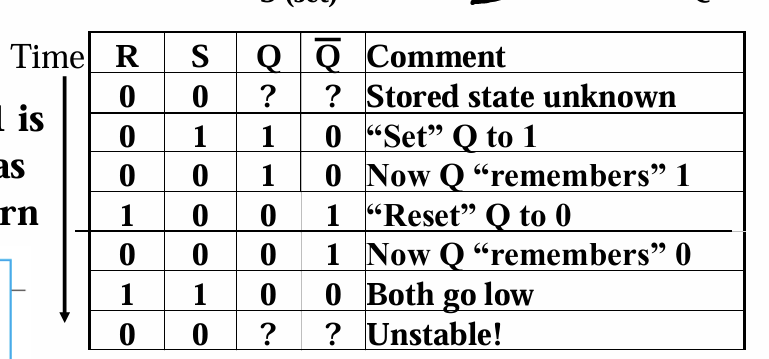 Time R S Q Q̅ Comment
0 0 ? ? Stored state unknown
1 is
0 1 1 0 “Set” Q to 1
as
0 0 1 0 Now Q “remembers” 1
rn
1 0 0 1 “Reset” Q to 0
0 0 0 1 Now Q “remembers” 0
1 1 0 0 Both go low
0 0 ? ? Unstable!